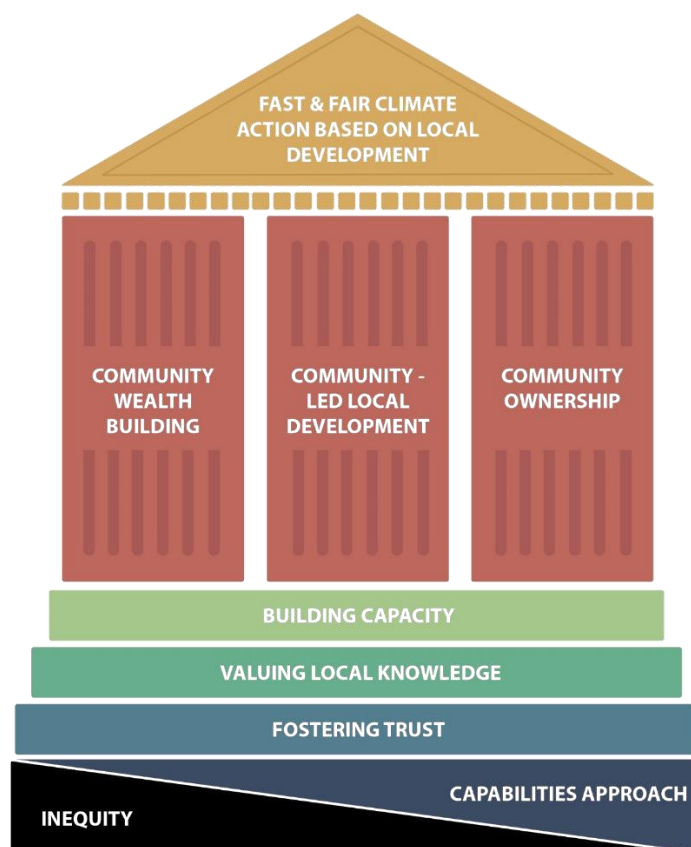 FAST & FAIR CLIMATE
ACTION BASED ON LOCAL
DEVELOPMENT
COMMUNITY
WEALTH
BUILDING
COMMUNITY -
LED LOCAL
DEVELOPMENT
COMMUNITY
OWNERSHIP
BUILDING CAPACITY
VALUING LOCAL KNOWLEDGE
FOSTERING TRUST
CAPABILITIES APPROACH
INEQUITY